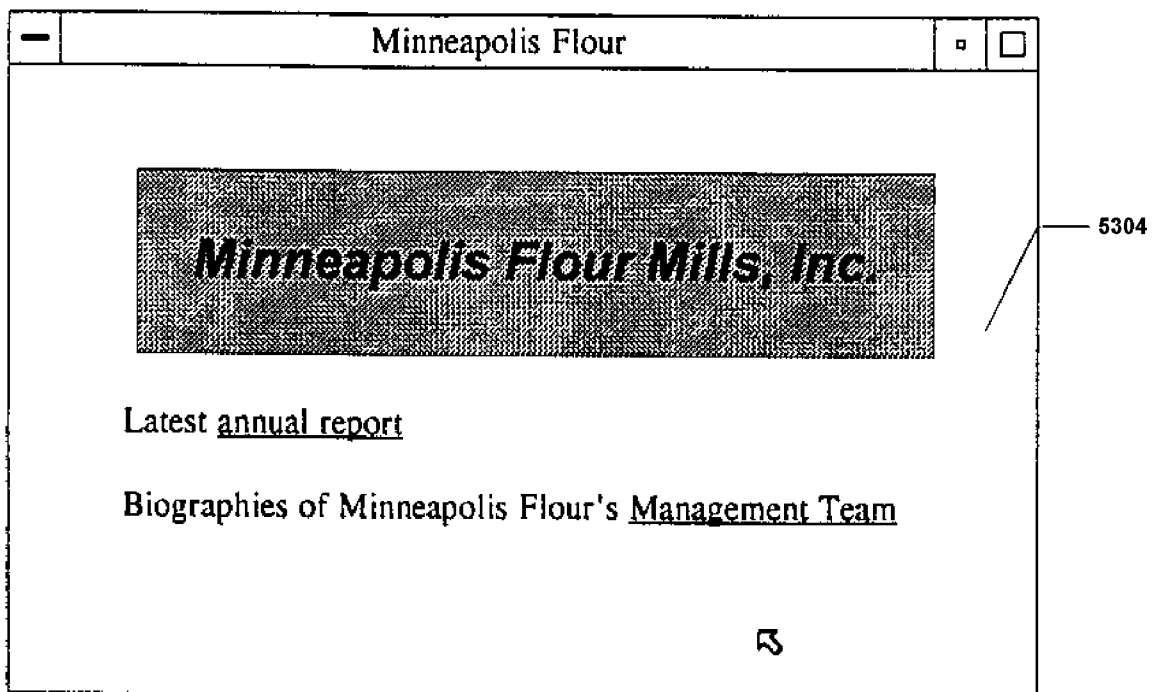 Minneapolis Flour
Minneapolis Flour Mills, Inc.
5304
Latest annual report
Biographies of Minneapolis Flour's Management Team